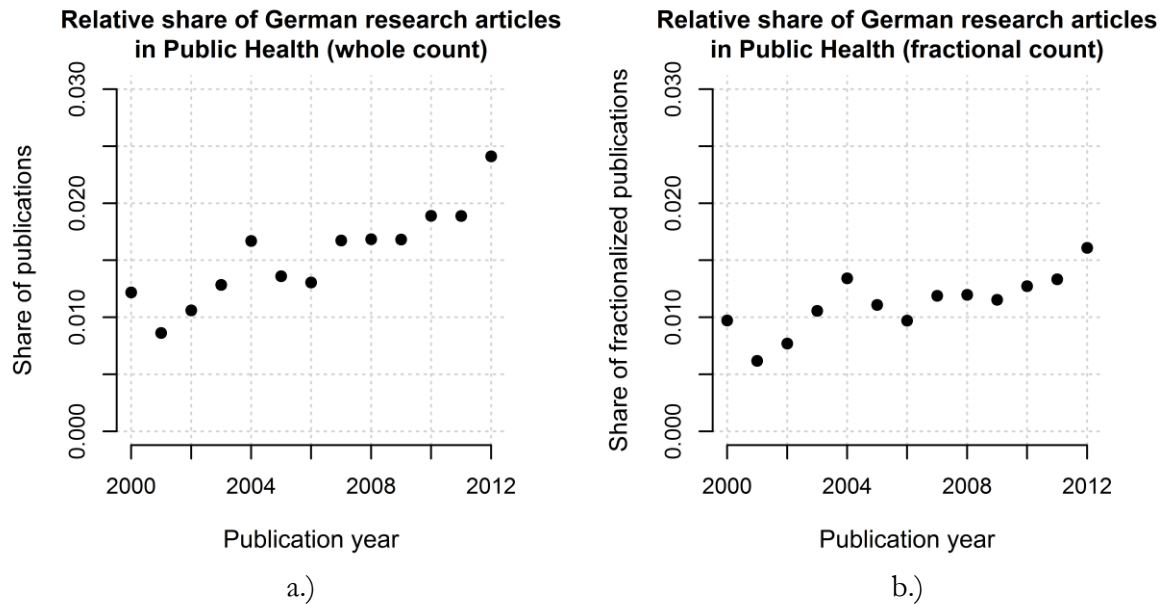 Relative share of German research articles
in Public Health (whole count)
Share of publications
0.030
0.020
0.010
0.000
2000 2004 2008 2012
Publication year
a.)
Relative share of German research articles
in Public Health (fractional count)
Share of fractionalized publications
0.030
0.020
0.010
0.000
2000 2004 2008 2012
Publication year
b.)